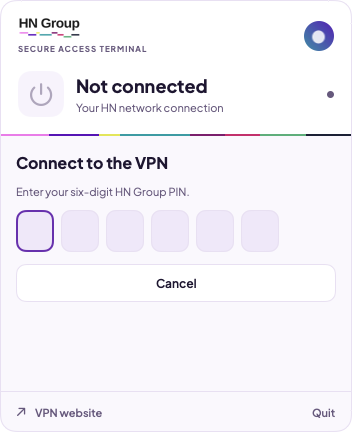 HN Group
SECURE ACCESS TERMINAL
Not connected
Your HN network connection
Connect to the VPN
Enter your six-digit HN Group PIN.
Cancel
VPN website
Quit